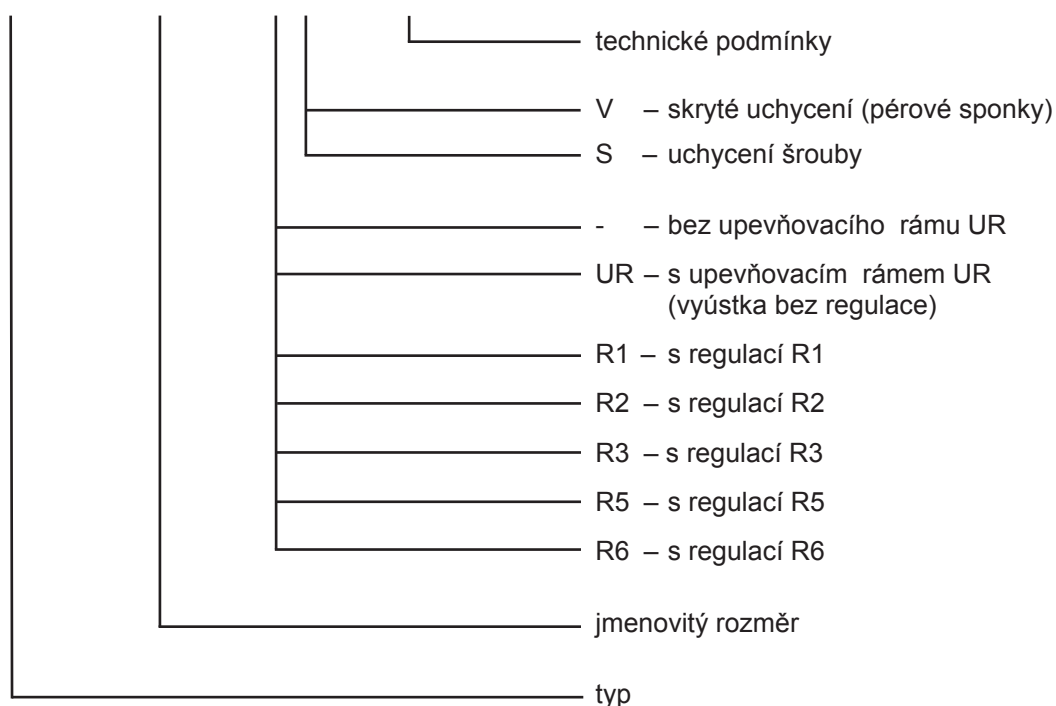 technické podmínky
V – skryté uchycení (pérové sponky)
S – uchycení šrouby
- – bez upevňovacího rámu UR
UR – s upevňovacím rámem UR
(vyústka bez regulace)
R1 – s regulací R1
R2 – s regulací R2
R3 – s regulací R3
R5 – s regulací R5
R6 – s regulací R6
jmenovitý rozměr
typ